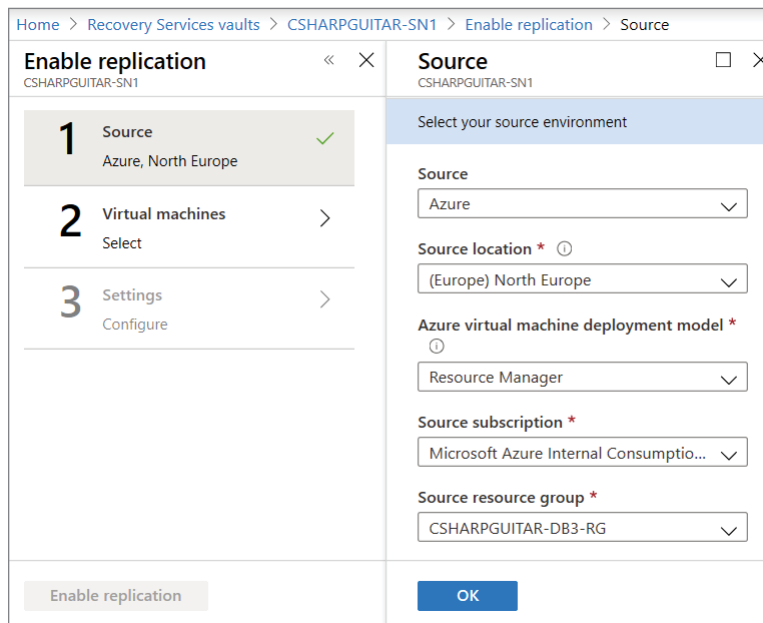 Home > Recovery Services vaults > CSHARPGUITAR-SN1 > Enable replication > Source
Enable replication
CSHARPGUITAR-SN1
1
Source
Azure, North Europe
2
Virtual machines
Select
3
Settings
Configure
Enable replication
Source
CSHARPGUITAR-SN1
Select your source environment
Source
Azure
Source location *
(Europe) North Europe
Azure virtual machine deployment model *
Resource Manager
Source subscription *
Microsoft Azure Internal Consumptio...
Source resource group *
CSHARPGUITAR-DB3-RG
OK